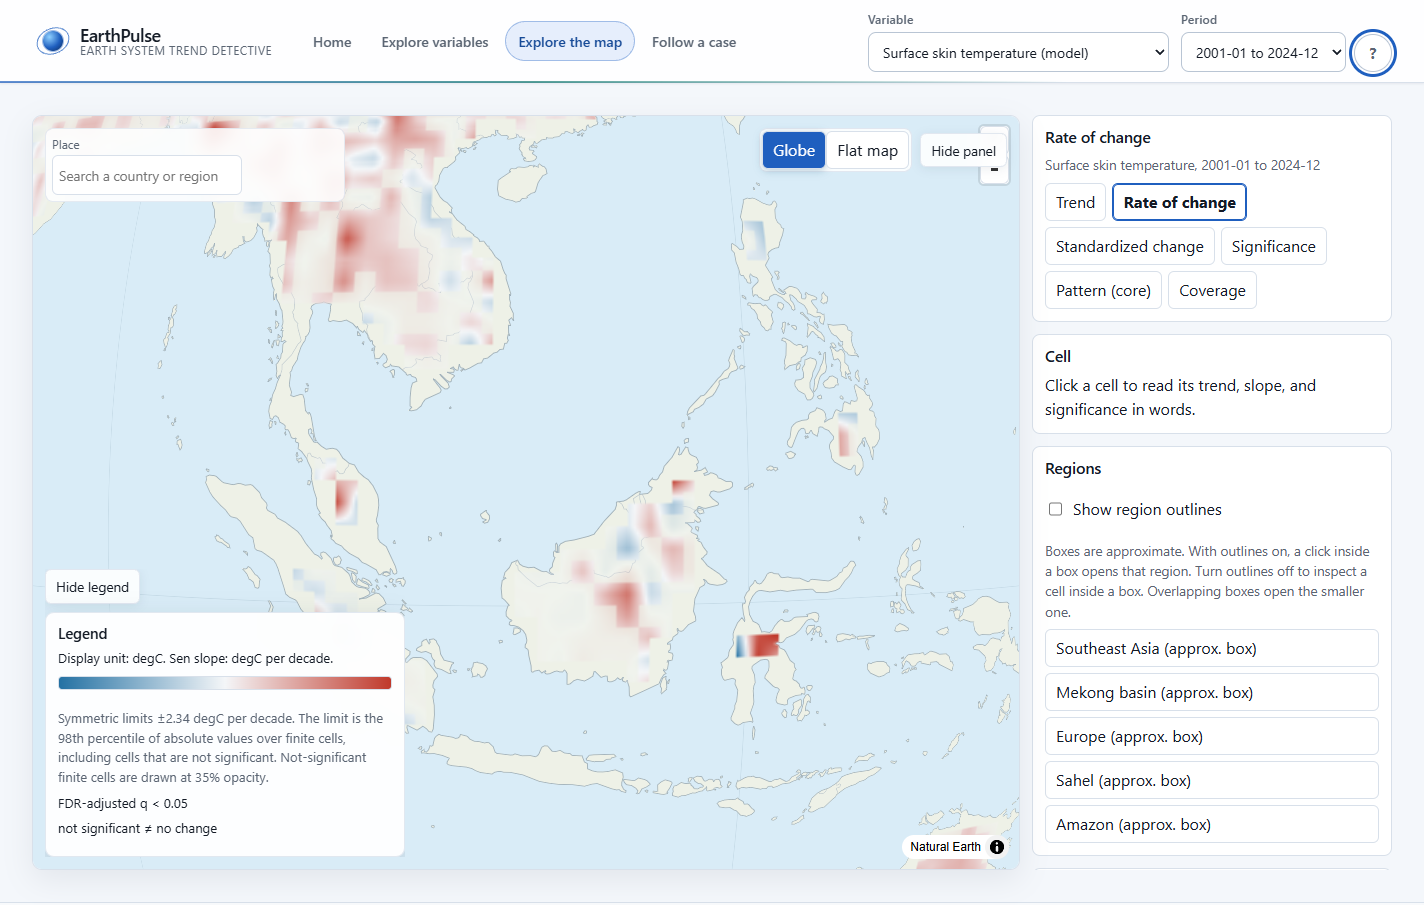 EarthPulse
EARTH SYSTEM TREND DETECTIVE
Home
Explore variables
Explore the map
Follow a case
Variable
Surface skin temperature (model)
Period
2001-01 to 2024-12
?
Place
Search a country or region
Globe
Flat map
Hide panel
-
Hide legend
Legend
Display unit: degC. Sen slope: degC per decade.
Symmetric limits ±2.34 degC per decade. The limit is the
98th percentile of absolute values over finite cells,
including cells that are not significant. Not-significant
finite cells are drawn at 35% opacity.
FDR-adjusted q < 0.05
not significant ≠ no change
Natural Earth
Rate of change
Surface skin temperature, 2001-01 to 2024-12
Trend
Rate of change
Standardized change
Significance
Pattern (core)
Coverage
Cell
Click a cell to read its trend, slope, and
significance in words.
Regions
Show region outlines
Boxes are approximate. With outlines on, a click inside
a box opens that region. Turn outlines off to inspect a
cell inside a box. Overlapping boxes open the smaller
one.
Southeast Asia (approx. box)
Mekong basin (approx. box)
Europe (approx. box)
Sahel (approx. box)
Amazon (approx. box)